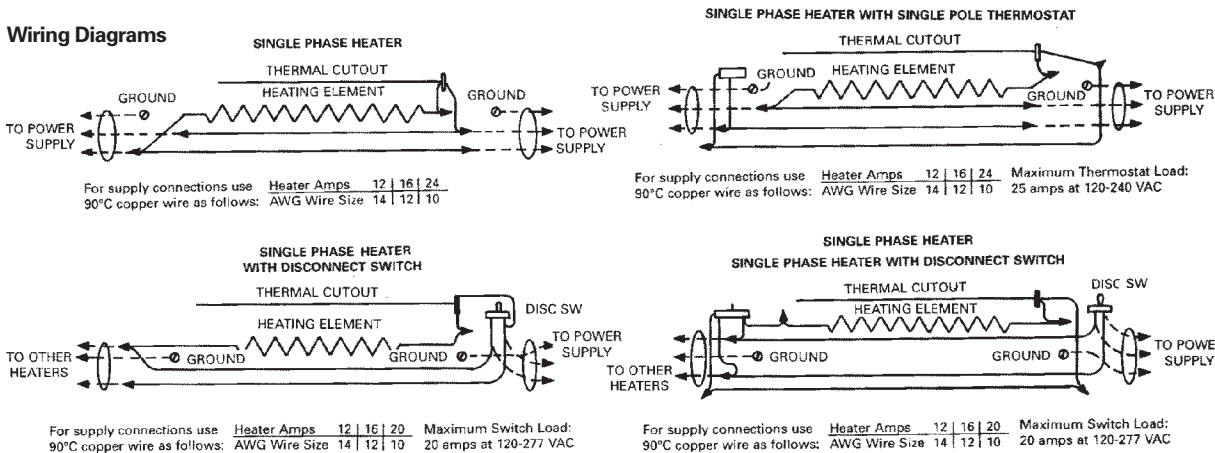 Wiring Diagrams
SINGLE PHASE HEATER
THERMAL CUTOUT
HEATING ELEMENT
GROUND
GROUND
TO POWER
SUPPLY
TO POWER
SUPPLY
For supply connections use Heater Amps 12 | 16 | 24
90°C copper wire as follows: AWG Wire Size 14 | 12 | 10
SINGLE PHASE HEATER WITH SINGLE POLE THERMOSTAT
THERMAL CUTOUT
GROUND
HEATING ELEMENT
GROUND
TO POWER
SUPPLY
TO POWER
SUPPLY
For supply connections use Heater Amps 12 | 16 | 24 Maximum Thermostat Load:
90°C copper wire as follows: AWG Wire Size 14 | 12 | 10 25 amps at 120-240 VAC
SINGLE PHASE HEATER
WITH DISCONNECT SWITCH
THERMAL CUTOUT
DISC SW
HEATING ELEMENT
TO POWER
SUPPLY
TO OTHER
HEATERS
GROUND
GROUND
For supply connections use Heater Amps 12 | 16 | 20 Maximum Switch Load:
90°C copper wire as follows: AWG Wire Size 14 | 12 | 10 20 amps at 120-277 VAC
SINGLE PHASE HEATER
SINGLE PHASE HEATER WITH DISCONNECT SWITCH
THERMAL CUTOUT
DISC SW
HEATING ELEMENT
TO POWE
SUPPLY
GROUND
GROUND
TO OTHER
HEATERS
For supply connections use Heater Amps 12 | 16 | 20 Maximum Switch Load:
90°C copper wire as follows: AWG Wire Size 14 | 12 | 10 20 amps at 120-277 VAC